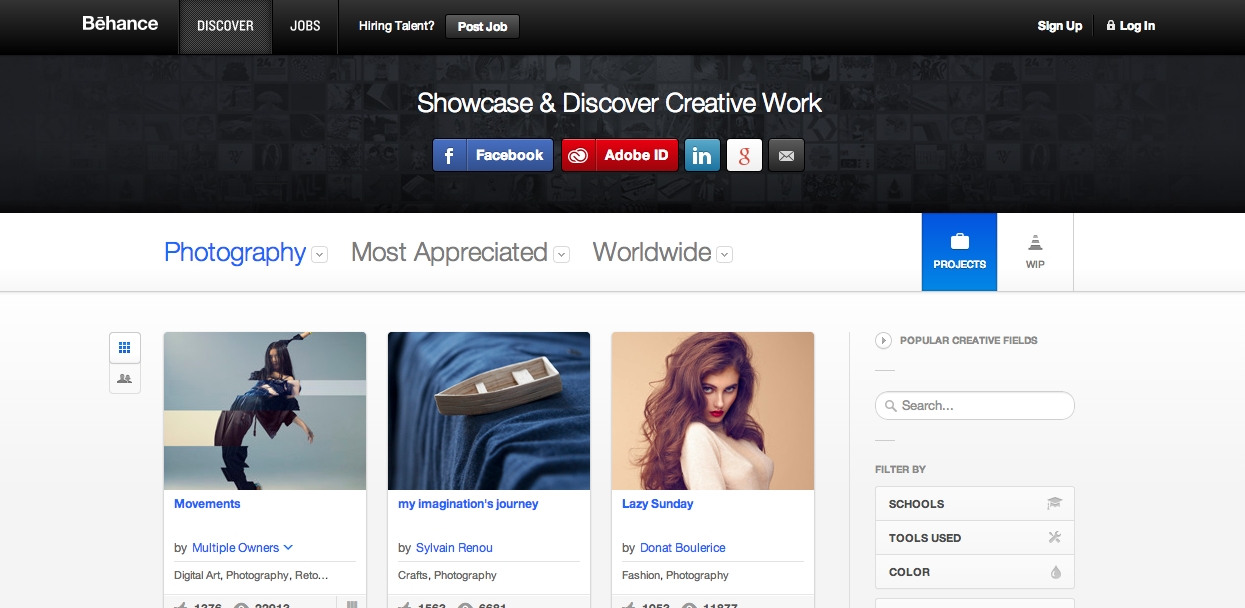 Bēhance DISCOVER JOBS Hiring Talent? Post Job Sign Up Log In
Showcase & Discover Creative Work
f Facebook Adobe ID in g
Photography Most Appreciated Worldwide
PROJECTS WIP
POPULAR CREATIVE FIELDS
Search...
FILTER BY
SCHOOLS
TOOLS USED
COLOR
Movements
by Multiple Owners
Digital Art, Photography, Reto...
1376 22013
my imagination's journey
by Sylvain Renou
Crafts, Photography
1563 6681
Lazy Sunday
by Donat Boulerice
Fashion, Photography
1053 11877